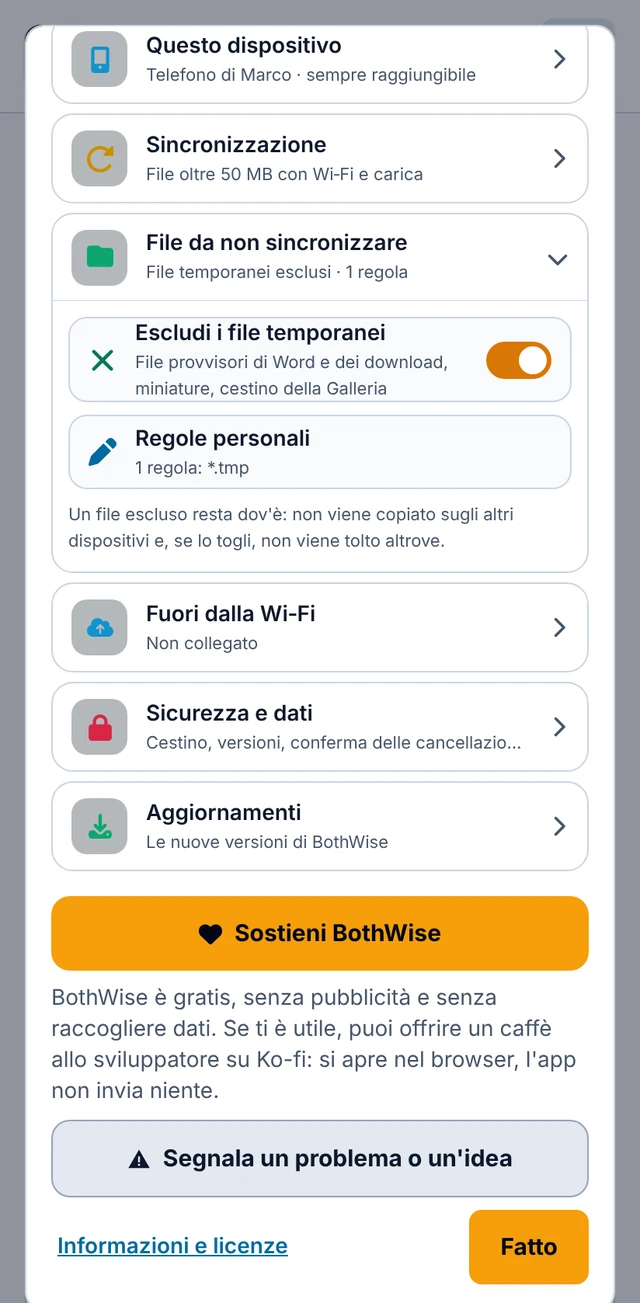 Questo dispositivo
Telefono di Marco · sempre raggiungibile
Sincronizzazione
File oltre 50 MB con Wi-Fi e carica
File da non sincronizzare
File temporanei esclusi · 1 regola
Escludi i file temporanei
File provvisori di Word e dei download,
miniature, cestino della Galleria
Regole personali
1 regola: *.tmp
Un file escluso resta dov'è: non viene copiato sugli altri
dispositivi e, se lo togli, non viene tolto altrove.
Fuori dalla Wi-Fi
Non collegato
Sicurezza e dati
Cestino, versioni, conferma delle cancellazio...
Aggiornamenti
Le nuove versioni di BothWise
Sostieni BothWise
BothWise è gratis, senza pubblicità e senza
raccogliere dati. Se ti è utile, puoi offrire un caffè
allo sviluppatore su Ko-fi: si apre nel browser, l'app
non invia niente.
Segnala un problema o un'idea
Informazioni e licenze
Fatto